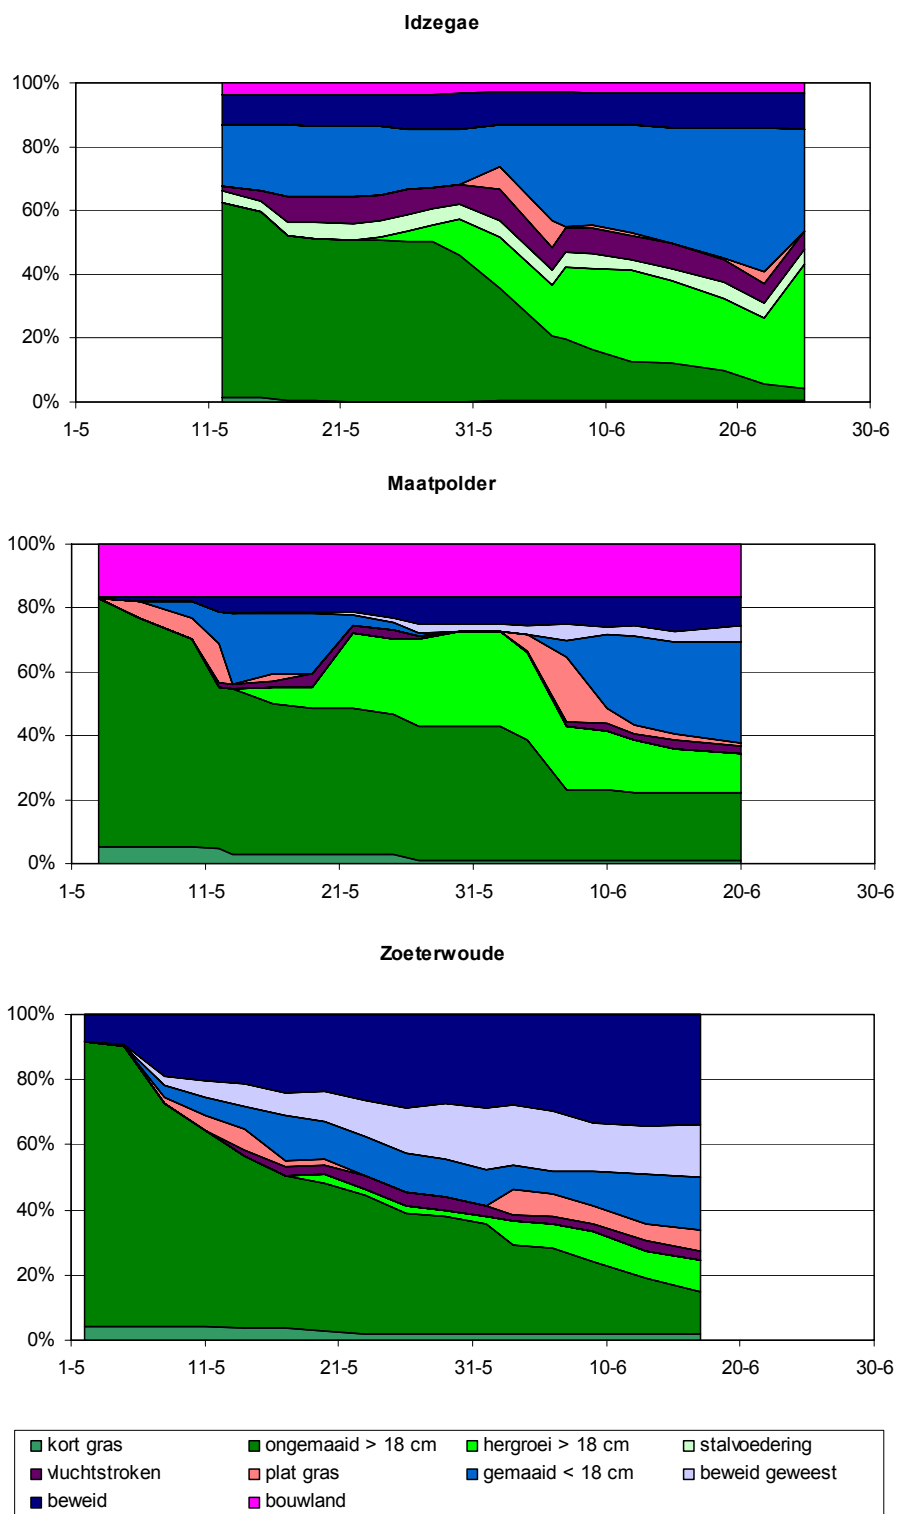 Idzegae
100%
80%
60%
40%
20%
0%
1-5 11-5 21-5 31-5 10-6 20-6 30-6
Maatpolder
100%
80%
60%
40%
20%
0%
1-5 11-5 21-5 31-5 10-6 20-6 30-6
Zoeterwoude
100%
80%
60%
40%
20%
0%
1-5 11-5 21-5 31-5 10-6 20-6 30-6
kort gras ongemaaid > 18 cm hergroei > 18 cm stalvoedering
vluchtstroken plat gras gemaaid < 18 cm beweid geweest
beweid bouwland